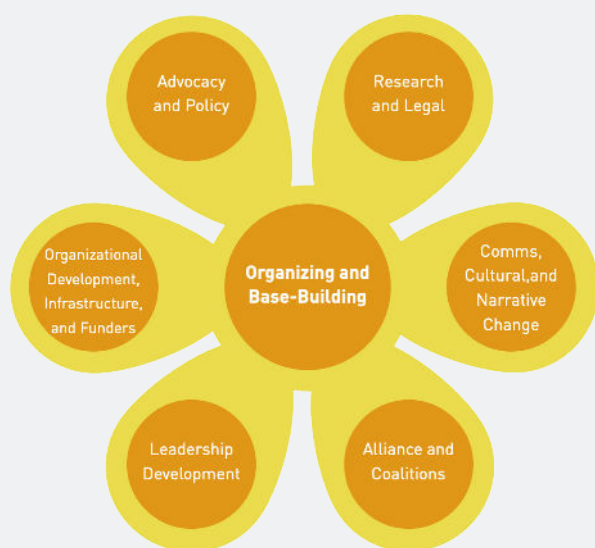 Advocacy
and Policy
Research
and Legal
Organizational
Development,
Infrastructure,
and Funders
Organizing and
Base-Building
Comms,
Cultural,and
Narrative
Change
Leadership
Development
Alliance and
Coalitions